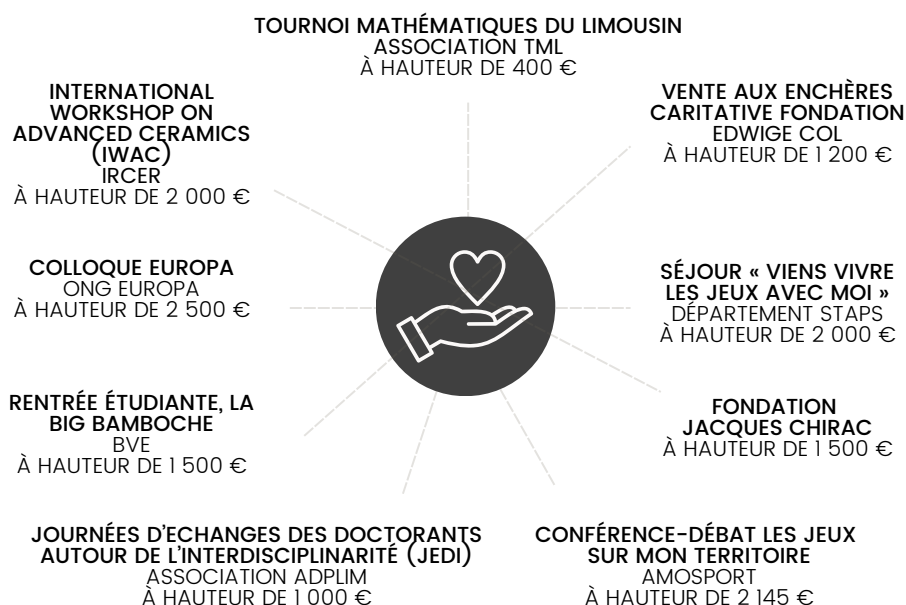 TOURNOI MATHÉMATIQUES DU LIMOUSIN
ASSOCIATION TML
À HAUTEUR DE 400 €
INTERNATIONAL
WORKSHOP ON
ADVANCED CERAMICS
(IWAC)
IRCER
À HAUTEUR DE 2 000 €
VENTE AUX ENCHÈRES
CARITATIVE FONDATION
EDWIGE COL
À HAUTEUR DE 1 200 €
COLLOQUE EUROPA
ONG EUROPA
À HAUTEUR DE 2 500 €
SÉJOUR « VIENS VIVRE
LES JEUX AVEC MOI »
DÉPARTEMENT STAPS
À HAUTEUR DE 2 000 €
RENTRÉE ÉTUDIANTE, LA
BIG BAMBOCHE
BVE
À HAUTEUR DE 1 500 €
FONDATION
JACQUES CHIRAC
À HAUTEUR DE 1 500 €
JOURNÉES D'ECHANGES DES DOCTORANTS
AUTOUR DE L'INTERDISCIPLINARITÉ (JEDI)
ASSOCIATION ADPLIM
À HAUTEUR DE 1 000 €
CONFÉRENCE-DÉBAT LES JEUX
SUR MON TERRITOIRE
AMOSPORT
À HAUTEUR DE 2 145 €